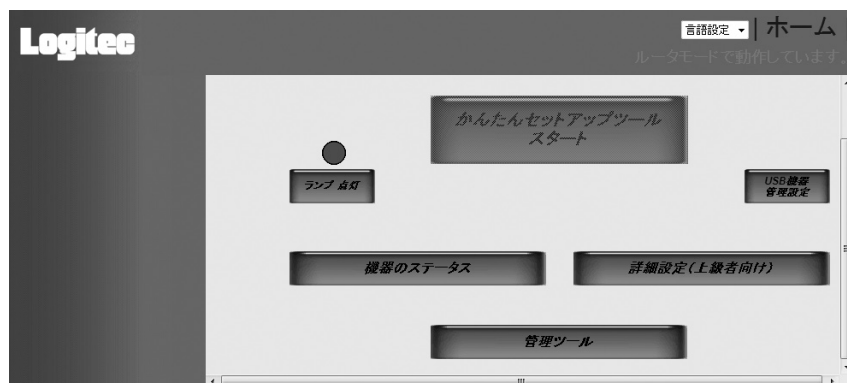 Logitec
言語設定
| ホーム
ルータモードで動作しています。
かんたんセットアップツール
スタート
ランプ 点灯
USB機器
管理設定
機器のステータス
詳細設定(上級者向け)
管理ツール